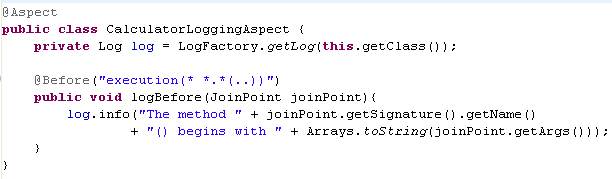 @Aspect
public class CalculatorLoggingAspect {
    private Log log = LogFactory.getLog(this.getClass());
    @Before("execution(* *.*(..))")
    public void logBefore(JoinPoint joinPoint){
        log.info("The method " + joinPoint.getSignature().getName()
                + "() begins with " + Arrays.toString(joinPoint.getArgs()));
    }
}